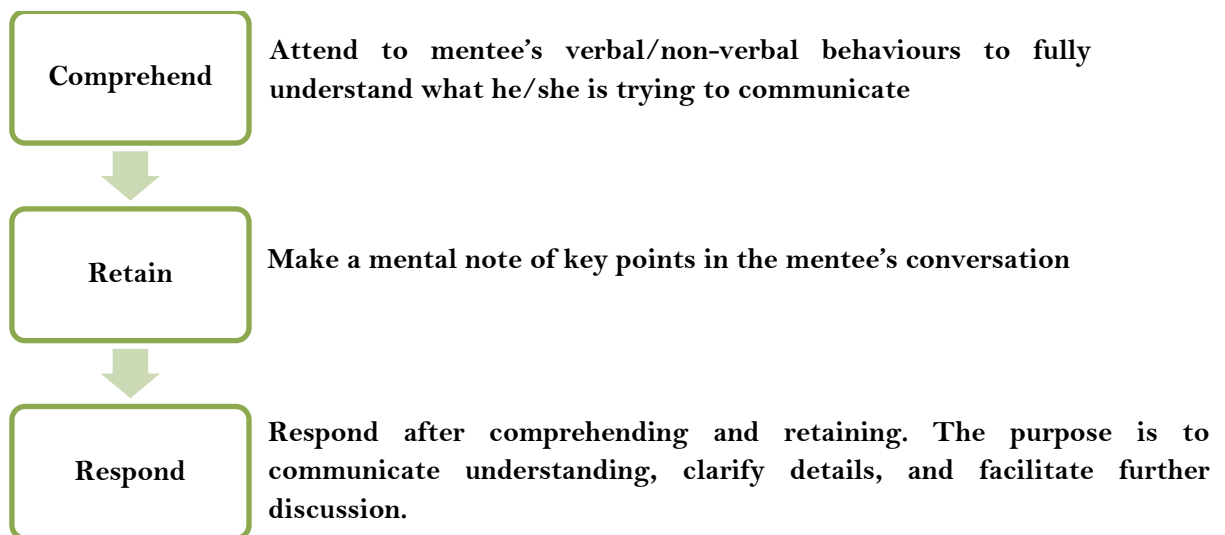 Comprehend
Attend to mentee’s verbal/non-verbal behaviours to fully
understand what he/she is trying to communicate
Retain
Make a mental note of key points in the mentee’s conversation
Respond
Respond after comprehending and retaining. The purpose is to
communicate understanding, clarify details, and facilitate further
discussion.